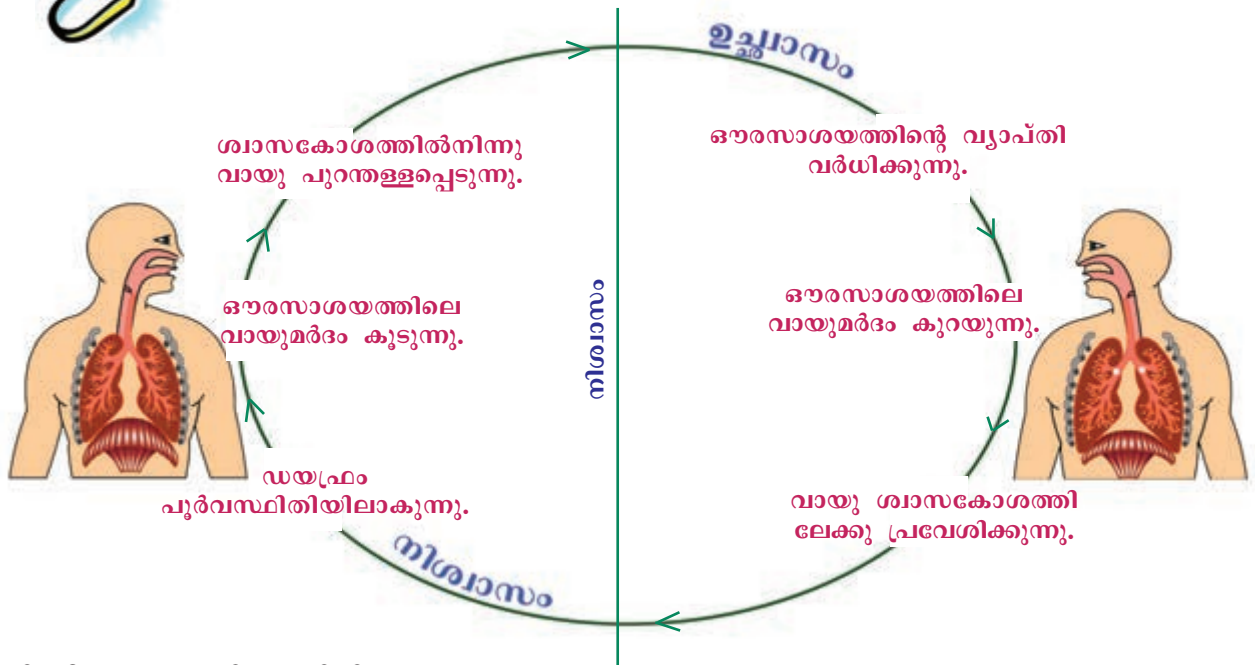 ഉച്ഛ്വാസം
ഔരസാശയത്തിന്റെ വ്യാപ്തി
വർധിക്കുന്നു.
ഔരസാശയത്തിലെ
വായുമർദം കുറയുന്നു.
വായു ശ്വാസകോശത്തി
ലേക്കു പ്രവേശിക്കുന്നു.
നിശ്വാസം
നിശ്വാസം
ഡയഫ്രം
പൂർവസ്ഥിതിയിലാകുന്നു.
ഔരസാശയത്തിലെ
വായുമർദം കൂടുന്നു.
ശ്വാസകോശത്തിൽനിന്നു
വായു പുറന്തള്ളപ്പെടുന്നു.